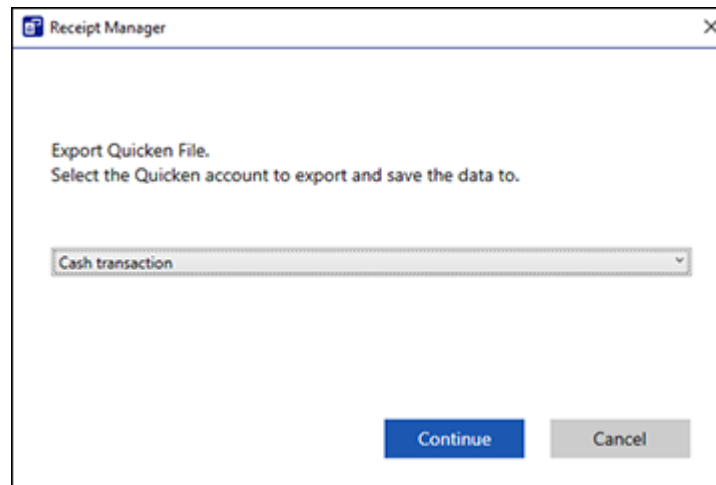 Receipt Manager
Export Quicken File.
Select the Quicken account to export and save the data to.
Cash transaction
Continue
Cancel